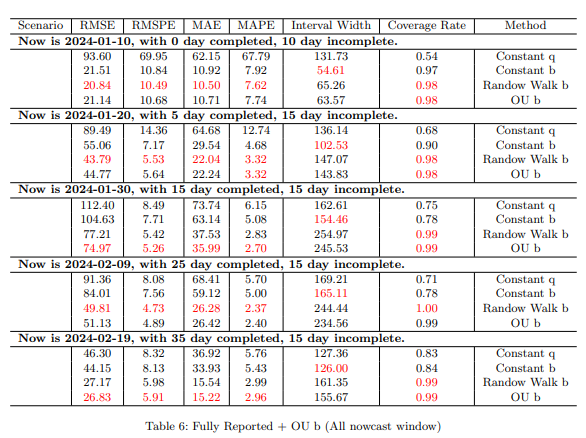 Scenario RMSE RMSPE MAE MAPE Interval Width Coverage Rate Method
Now is 2024-01-10, with 0 day completed, 10 day incomplete.
93.60 69.95 62.15 67.79 131.73 0.54 Constant q
21.51 10.84 10.92 7.92 54.61 0.97 Constant b
20.84 10.49 10.50 7.62 65.26 0.98 Randow Walk b
21.14 10.68 10.71 7.74 63.57 0.98 OU b
Now is 2024-01-20, with 5 day completed, 15 day incomplete.
89.49 14.36 64.68 12.74 136.14 0.68 Constant q
55.06 7.17 29.54 4.68 102.53 0.90 Constant b
43.79 5.53 22.04 3.32 147.07 0.98 Randow Walk b
44.77 5.64 22.24 3.32 143.83 0.98 OU b
Now is 2024-01-30, with 15 day completed, 15 day incomplete.
112.40 8.49 73.74 6.15 162.61 0.75 Constant q
104.63 7.71 63.14 5.08 154.46 0.78 Constant b
77.21 5.42 37.53 2.83 254.97 0.99 Randow Walk b
74.97 5.26 35.99 2.70 245.53 0.99 OU b
Now is 2024-02-09, with 25 day completed, 15 day incomplete.
91.36 8.08 68.41 5.70 169.21 0.71 Constant q
84.01 7.56 59.12 5.00 165.11 0.78 Constant b
49.81 4.73 26.28 2.37 244.44 1.00 Randow Walk b
51.13 4.89 26.42 2.40 234.56 0.99 OU b
Now is 2024-02-19, with 35 day completed, 15 day incomplete.
46.30 8.32 36.92 5.76 127.36 0.83 Constant q
44.15 8.13 33.93 5.43 126.00 0.84 Constant b
27.17 5.98 15.54 2.99 161.35 0.99 Randow Walk b
26.83 5.91 15.22 2.96 155.67 0.99 OU b
Table 6: Fully Reported + OU b (All nowcast window)